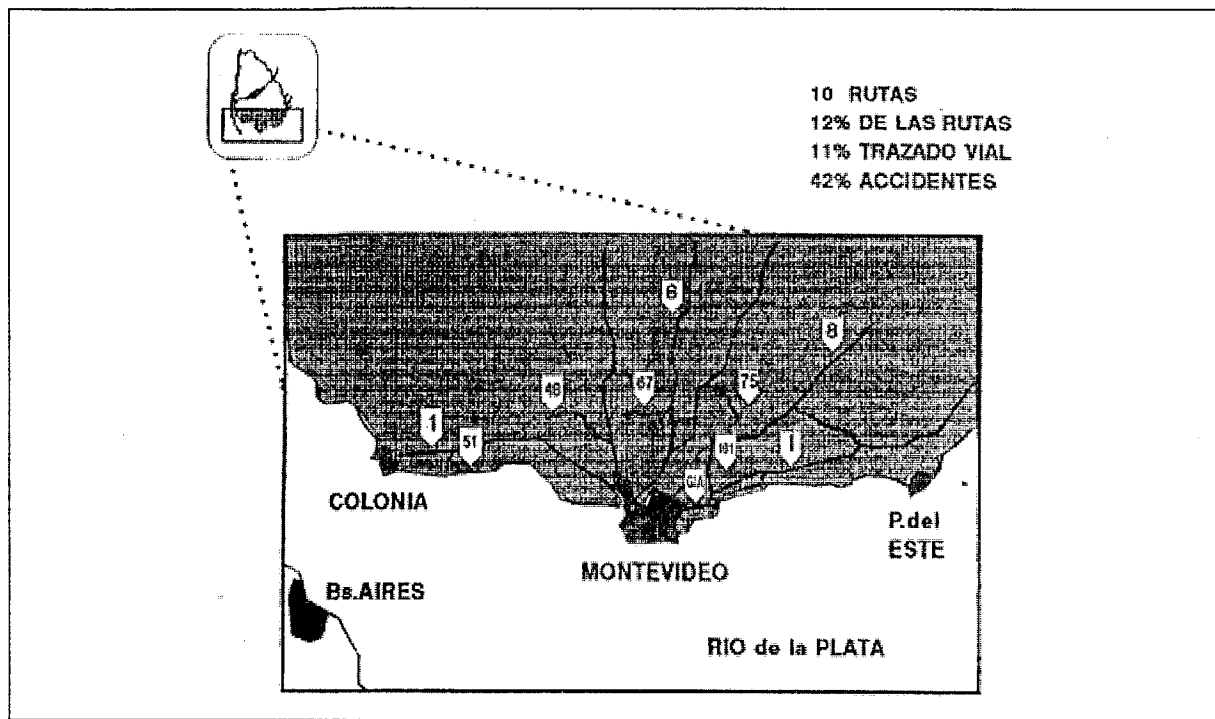 10 RUTAS
12% DE LAS RUTAS
11% TRAZADO VIAL
42% ACCIDENTES
6
8
48
67
75
1
51
101
1
COLONIA
MONTEVIDEO
P.del
ESTE
Bs.AIRES
RIO de la PLATA